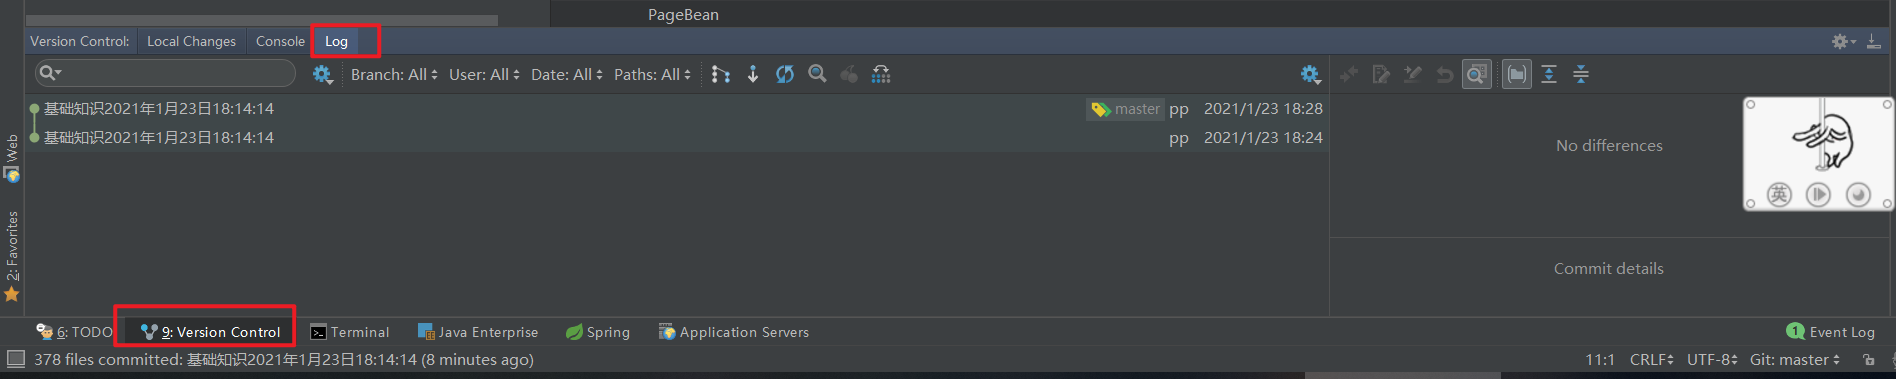 PageBean
Version Control: Local Changes Console Log
Branch: All User: All Date: All Paths: All
基础知识2021年1月23日18:14:14 master pp 2021/1/23 18:28
基础知识2021年1月23日18:14:14 pp 2021/1/23 18:24
No differences
英
Commit details
Web
2: Favorites
6: TODO 9: Version Control Terminal Java Enterprise Spring Application Servers 1 Event Log
378 files committed: 基础知识2021年1月23日18:14:14 (8 minutes ago) 11:1 CRLF UTF-8 Git: master